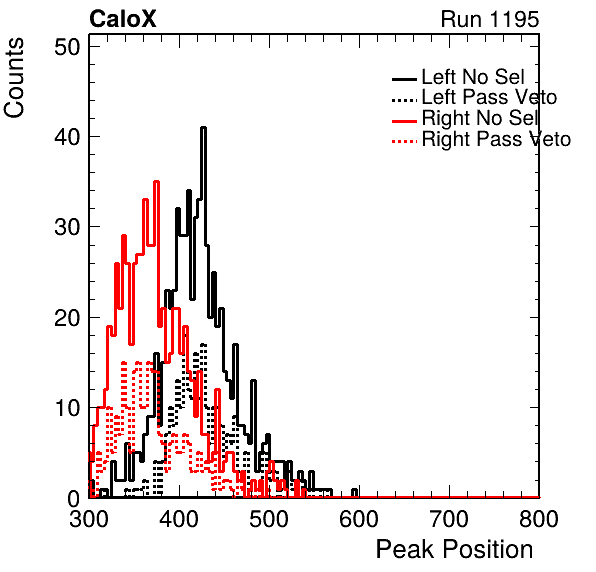 CaloX Run 1195
Counts
50
40
30
20
10
0
Left No Sel
Left Pass Veto
Right No Sel
Right Pass Veto
300 400 500 600 700 800
Peak Position